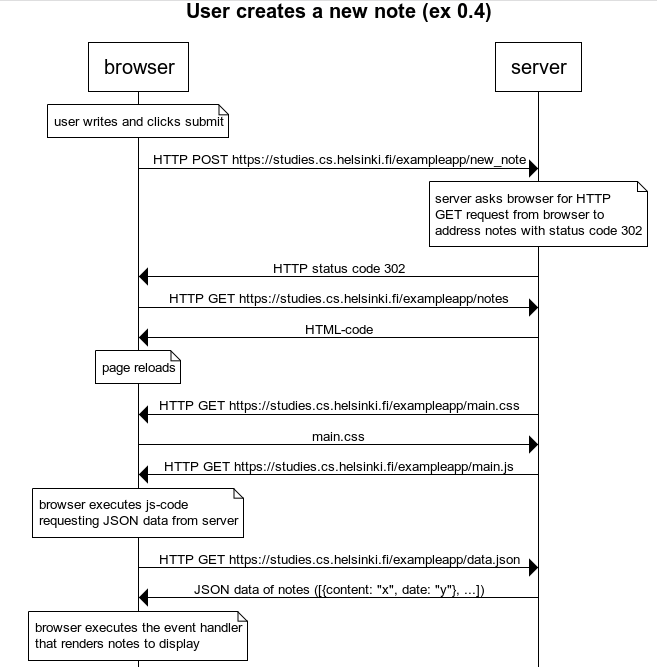 User creates a new note (ex 0.4)
browser
server
user writes and clicks submit
HTTP POST https://studies.cs.helsinki.fi/exampleapp/new_note
server asks browser for HTTP
GET request from browser to
address notes with status code 302
HTTP status code 302
HTTP GET https://studies.cs.helsinki.fi/exampleapp/notes
HTML-code
page reloads
HTTP GET https://studies.cs.helsinki.fi/exampleapp/main.css
main.css
HTTP GET https://studies.cs.helsinki.fi/exampleapp/main.js
browser executes js-code
requesting JSON data from server
HTTP GET https://studies.cs.helsinki.fi/exampleapp/data.json
JSON data of notes ([{content: "x", date: "y"}, ...])
browser executes the event handler
that renders notes to display